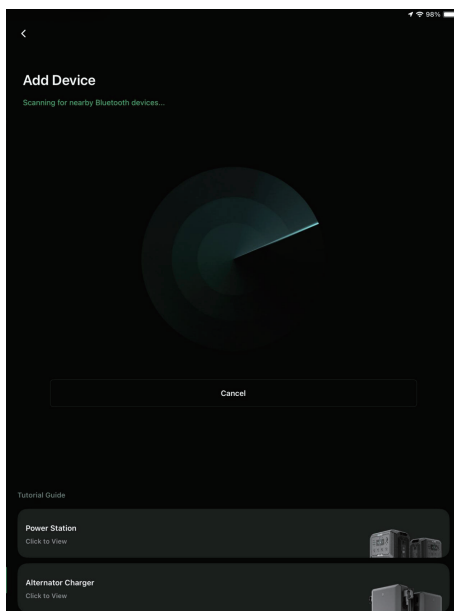 98%
Add Device
Scanning for nearby Bluetooth devices...
Cancel
Tutorial Guide
Power Station
Click to View
Alternator Charger
Click to View